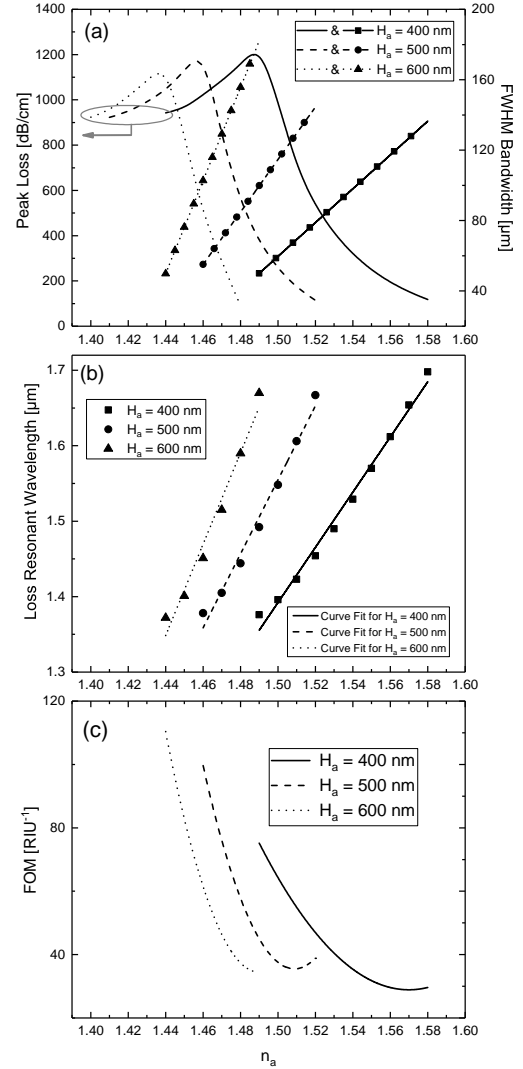 (a)
& H_a = 400 nm
& H_a = 500 nm
& H_a = 600 nm
Peak Loss [dB/cm]
FWHM Bandwidth [µm]
1400
1200
1000
800
600
400
200
0
200
160
120
80
40
1.40 1.42 1.44 1.46 1.48 1.50 1.52 1.54 1.56 1.58 1.60
(b)
H_a = 400 nm
H_a = 500 nm
H_a = 600 nm
Loss Resonant Wavelength [µm]
1.7
1.6
1.5
1.4
1.3
Curve Fit for H_a = 400 nm
Curve Fit for H_a = 500 nm
Curve Fit for H_a = 600 nm
1.40 1.42 1.44 1.46 1.48 1.50 1.52 1.54 1.56 1.58 1.60
(c)
H_a = 400 nm
H_a = 500 nm
H_a = 600 nm
FOM [RIU⁻¹]
120
80
40
1.40 1.42 1.44 1.46 1.48 1.50 1.52 1.54 1.56 1.58 1.60
n_a